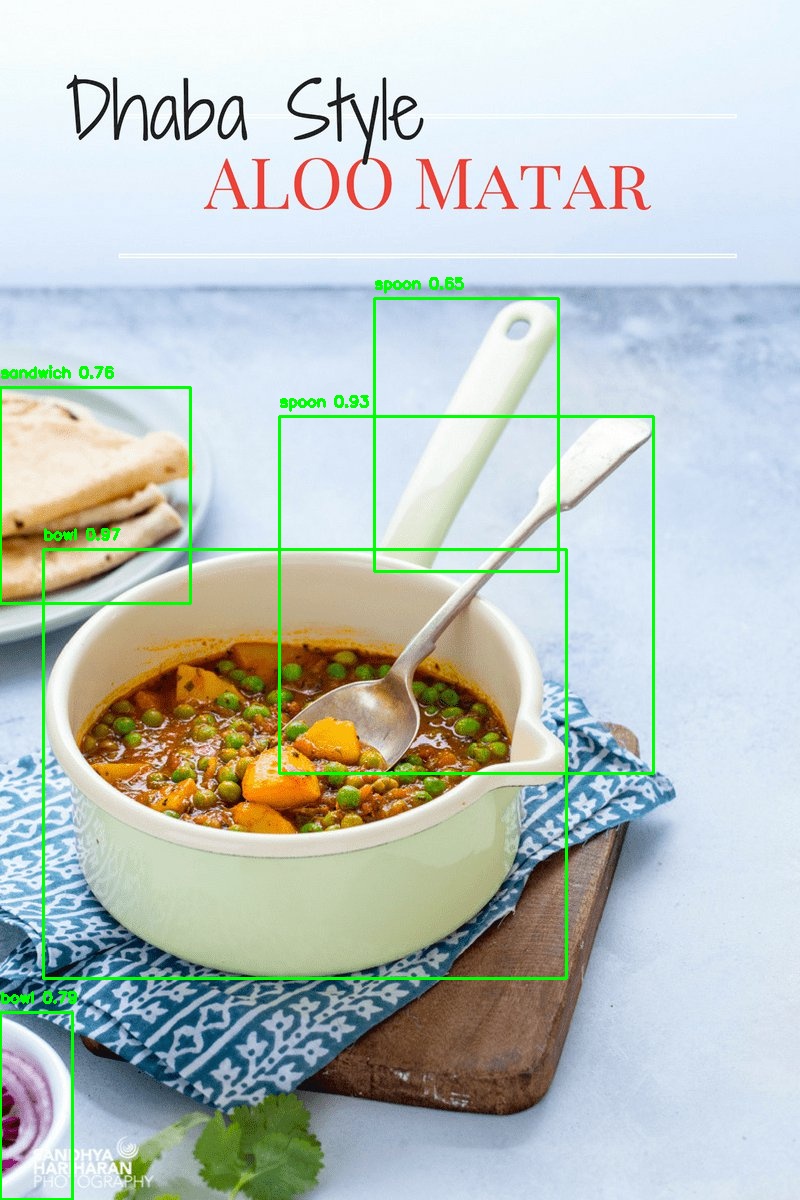 Dhaba Style
ALOO MATAR
spoon 0.65
sandwich 0.76
spoon 0.93
bowl 0.97
bowl 0.79
SANDHYA
HARIHARAN
PHOTOGRAPHY